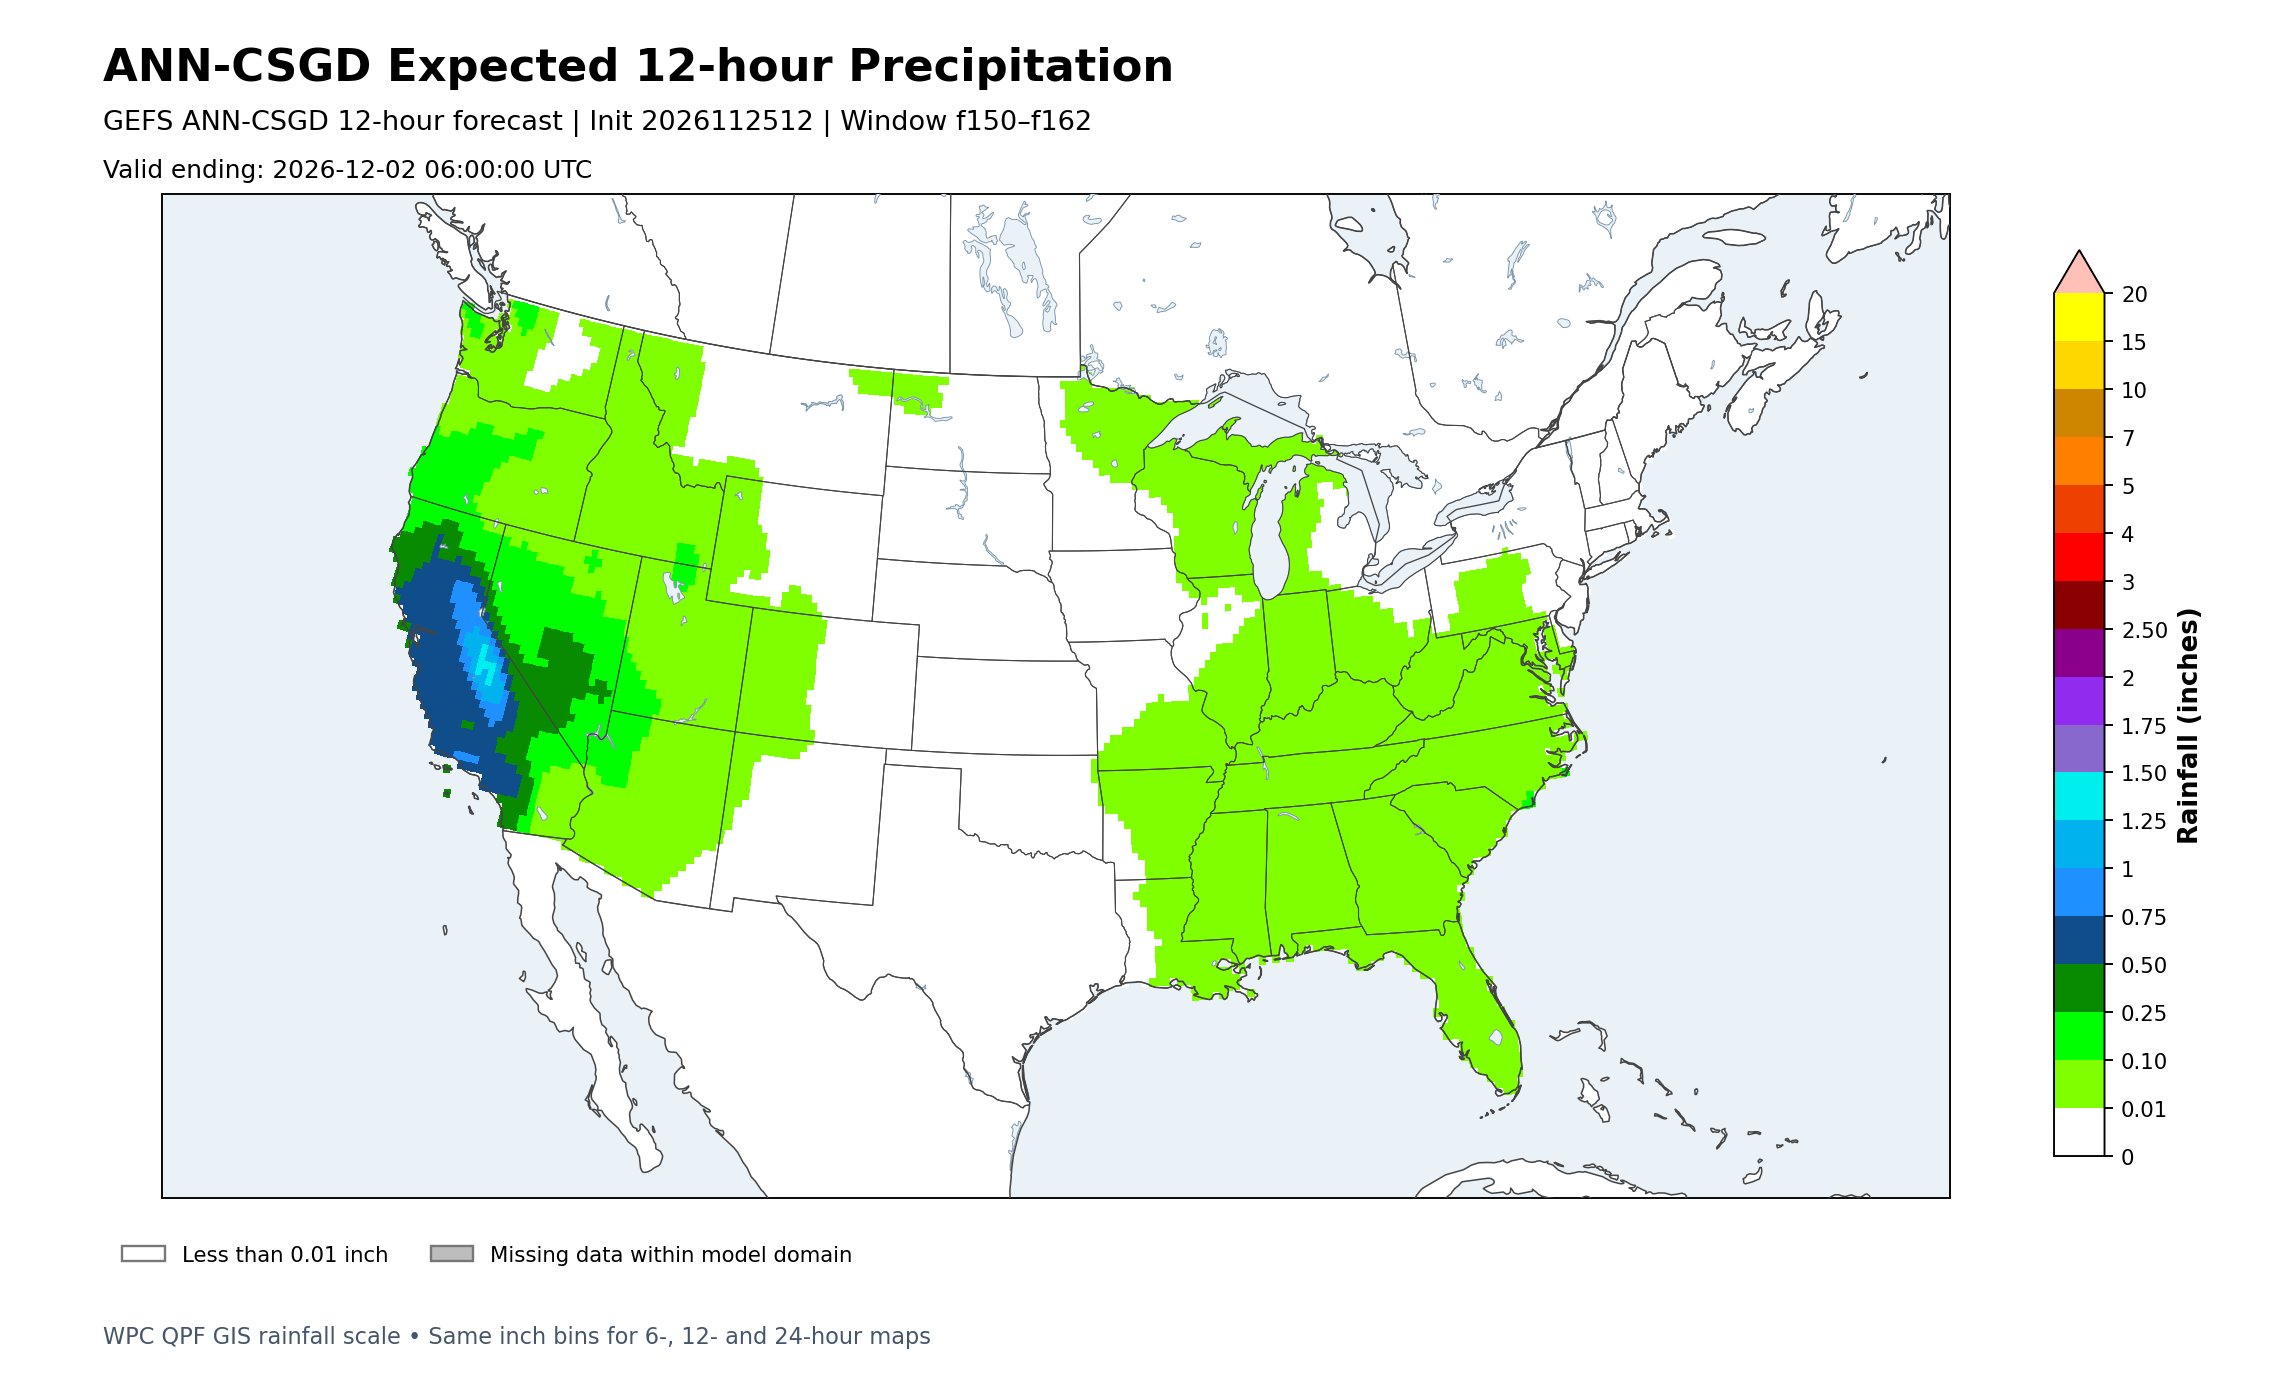 ANN-CSGD Expected 12-hour Precipitation
GEFS ANN-CSGD 12-hour forecast | Init 2026112512 | Window f150–f162
Valid ending: 2026-12-02 06:00:00 UTC
20
15
10
7
5
4
3
2.50
2
1.75
1.50
1.25
1
0.75
0.50
0.25
0.10
0.01
0
Rainfall (inches)
Less than 0.01 inch
Missing data within model domain
WPC QPF GIS rainfall scale • Same inch bins for 6-, 12- and 24-hour maps